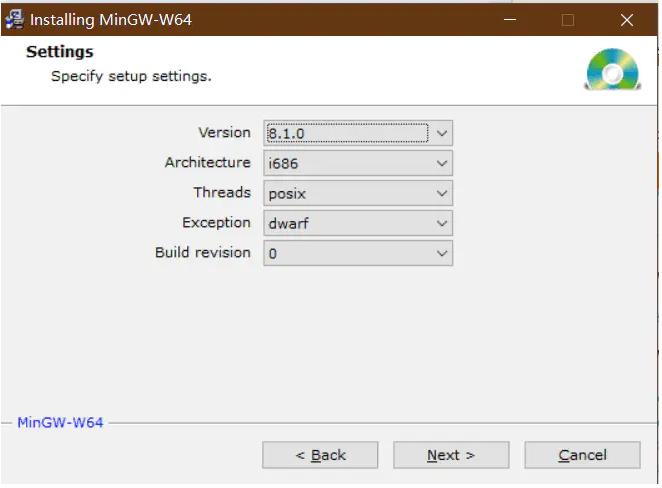 Installing MinGW-W64
Settings
Specify setup settings.
Version 8.1.0
Architecture i686
Threads posix
Exception dwarf
Build revision 0
MinGW-W64
< Back Next > Cancel